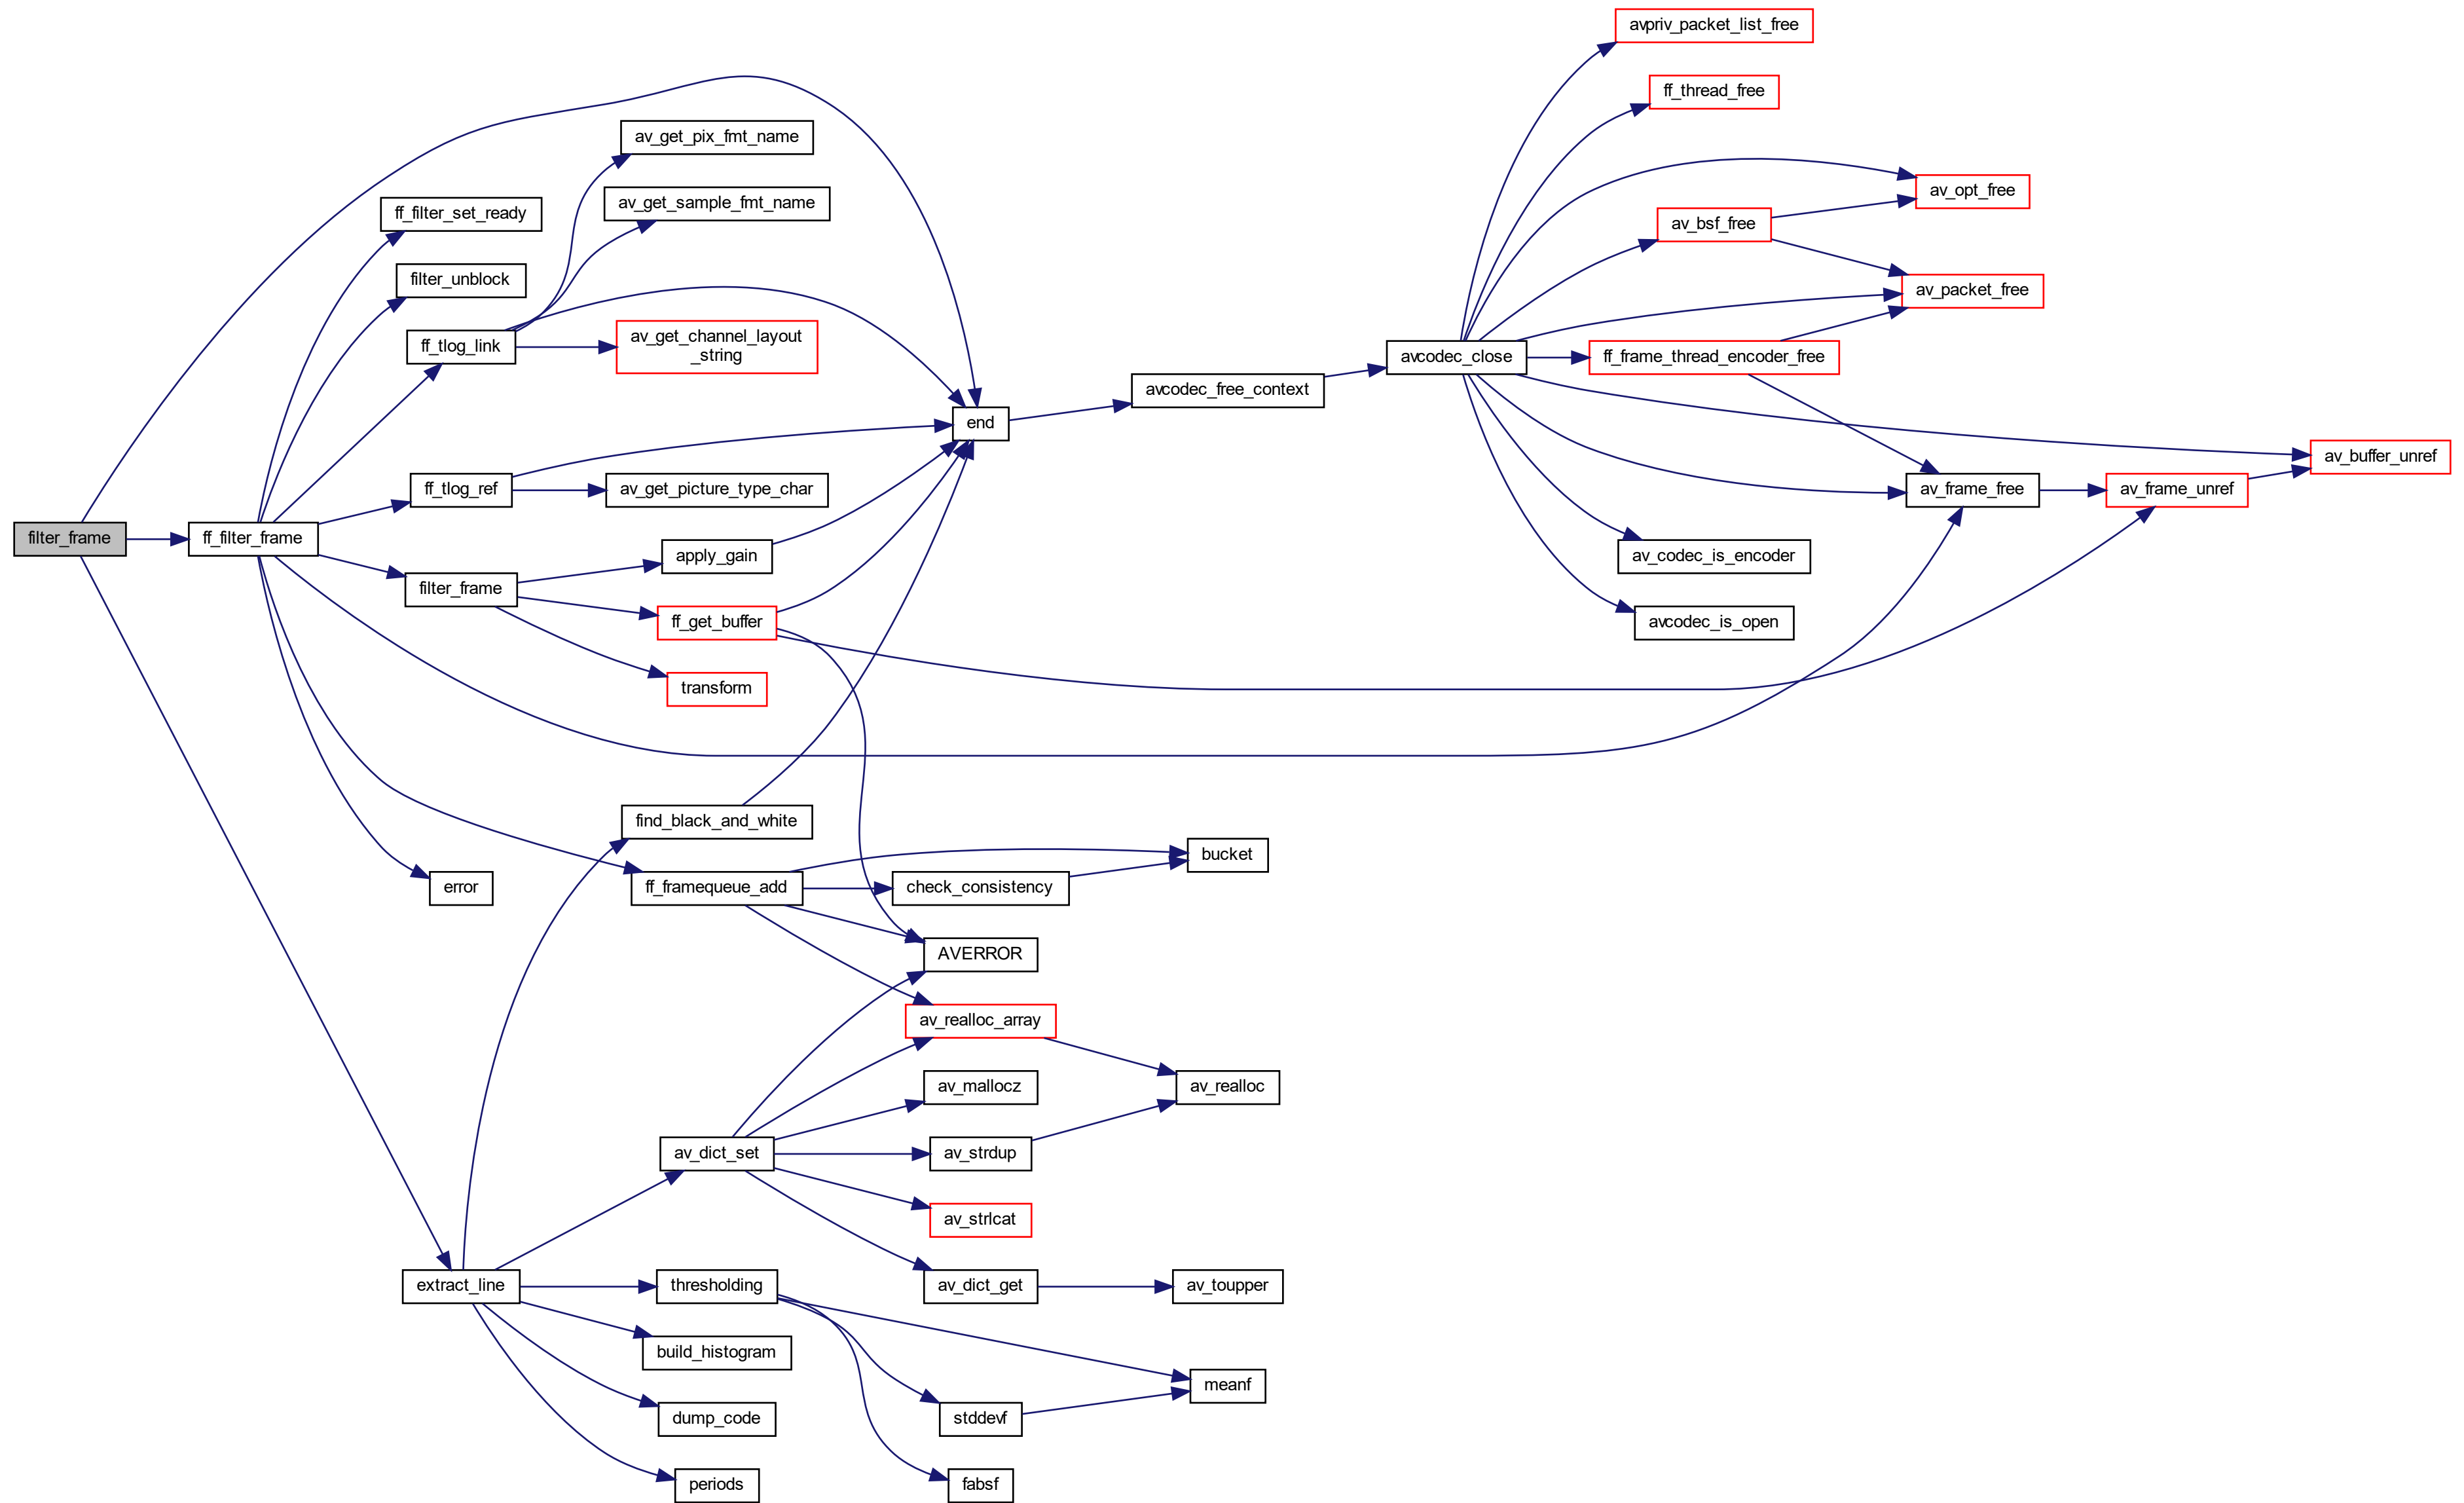 avpriv_packet_list_free
ff_thread_free
av_get_pix_fmt_name
av_opt_free
av_get_sample_fmt_name
ff_filter_set_ready
av_bsf_free
filter_unblock
av_packet_free
ff_tlog_link
av_get_channel_layout
_string
avcodec_close
ff_frame_thread_encoder_free
avcodec_free_context
end
av_buffer_unref
ff_tlog_ref
av_get_picture_type_char
av_frame_free
av_frame_unref
filter_frame
ff_filter_frame
apply_gain
av_codec_is_encoder
filter_frame
ff_get_buffer
avcodec_is_open
transform
find_black_and_white
bucket
error
ff_framequeue_add
check_consistency
AVERROR
av_realloc_array
av_mallocz
av_realloc
av_dict_set
av_strdup
av_strlcat
extract_line
thresholding
av_dict_get
av_toupper
build_histogram
meanf
dump_code
stddevf
periods
fabsf